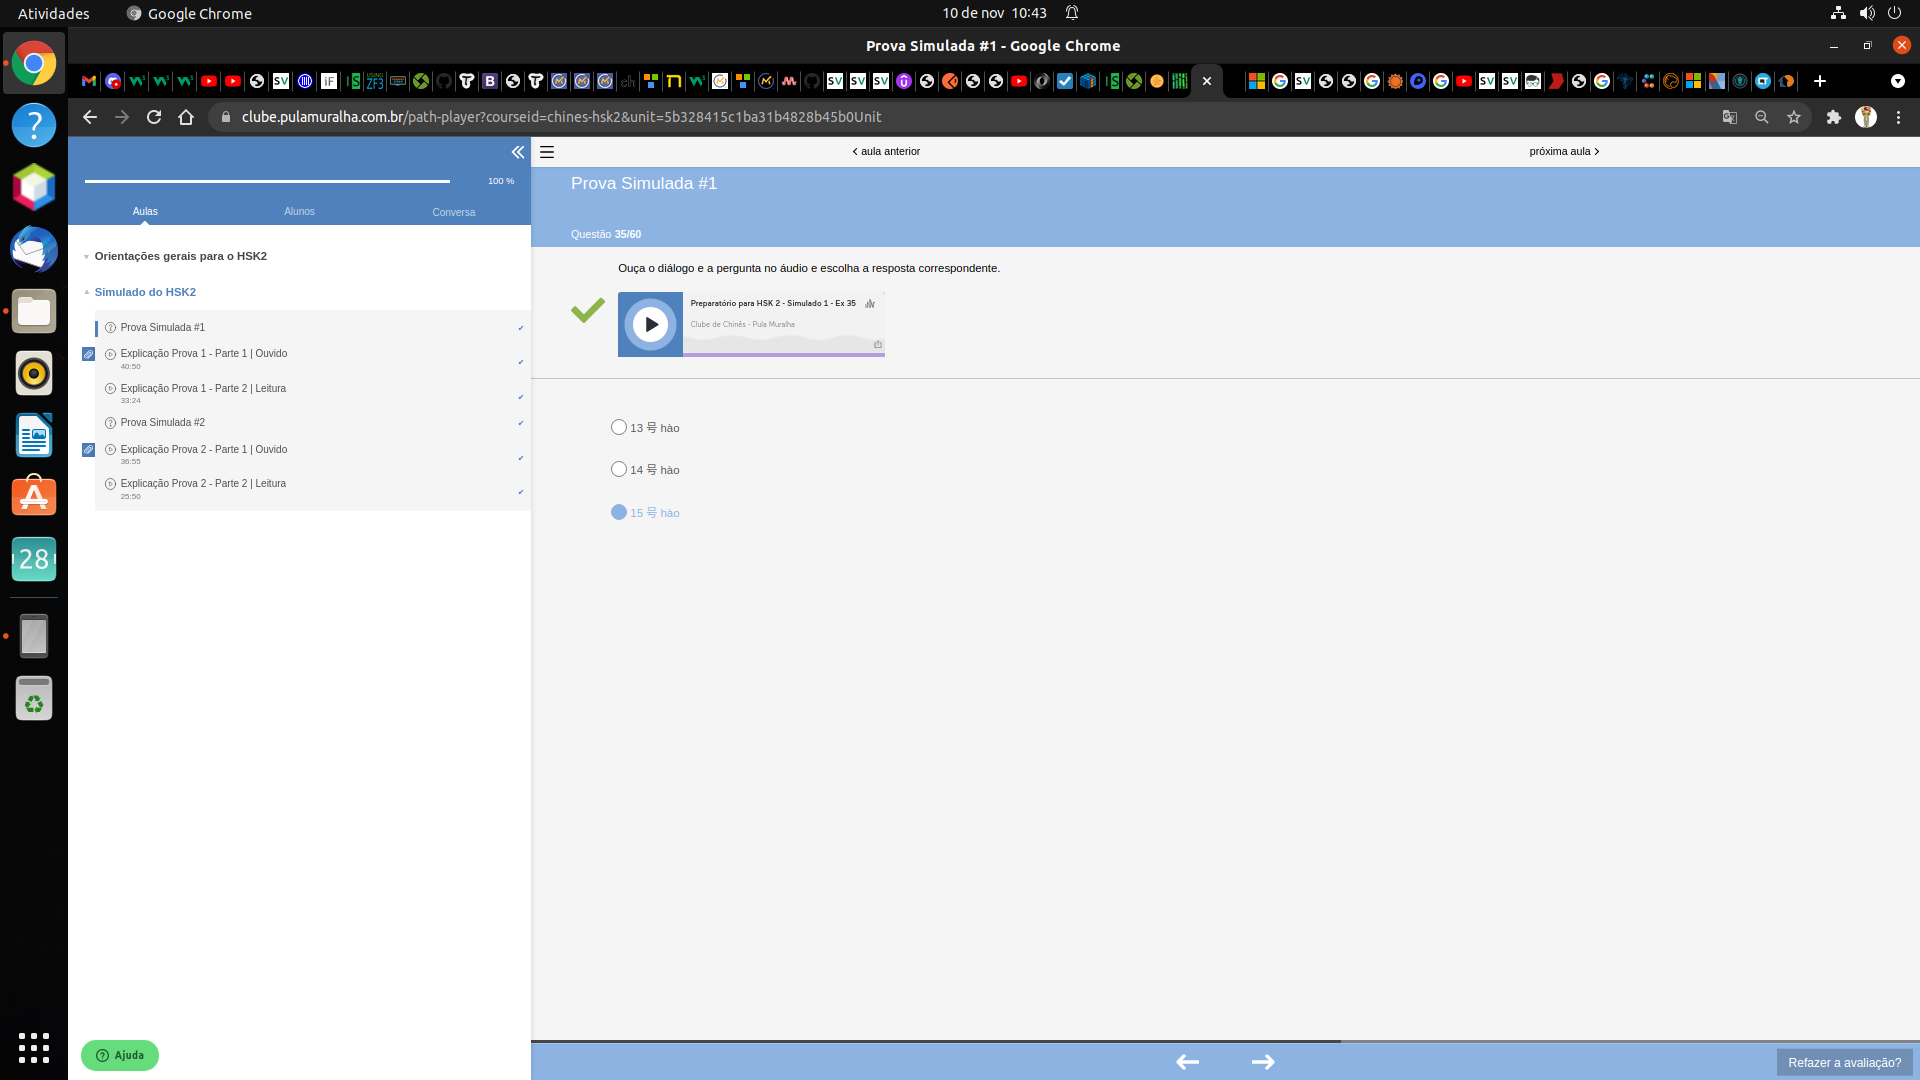 Atividades
Google Chrome
10 de nov 10:43
Prova Simulada #1 - Google Chrome
clube.pulamuralha.com.br/path-player?courseid=chines-hsk2&unit=5b328415c1ba31b4828b45b0Unit
100 %
Aulas
Alunos
Conversa
Orientações gerais para o HSK2
Simulado do HSK2
Prova Simulada #1
Explicação Prova 1 - Parte 1 | Ouvido
40:50
Explicação Prova 1 - Parte 2 | Leitura
33:24
Prova Simulada #2
Explicação Prova 2 - Parte 1 | Ouvido
36:55
Explicação Prova 2 - Parte 2 | Leitura
25:50
28
Ajuda
aula anterior
próxima aula
Prova Simulada #1
Questão 35/60
Ouça o diálogo e a pergunta no áudio e escolha a resposta correspondente.
Preparatório para HSK 2 - Simulado 1 - Ex 35
Clube de Chinês - Pula Muralha
13 号 hào
14 号 hào
15 号 hào
Refazer a avaliação?